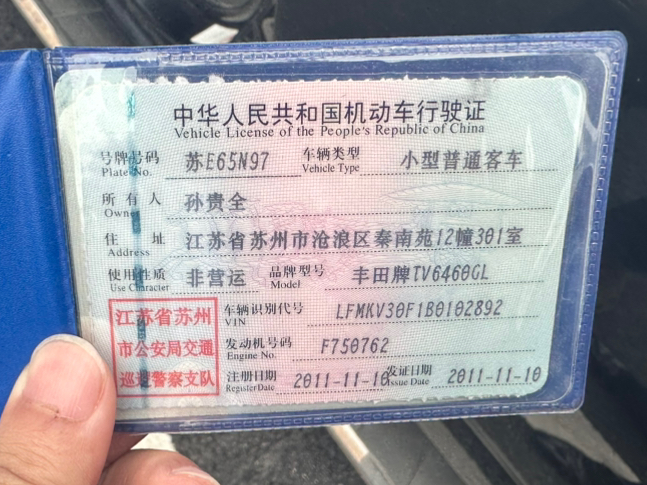 中华人民共和国机动车行驶证
Vehicle License of the People's Republic of China
号牌号码 苏E65N97 车辆类型 小型普通客车
Plate No. Vehicle Type
所有人 孙贵全
Owner
住址 江苏省苏州市沧浪区秦南苑12幢301室
Address
使用性质 非营运 品牌型号 丰田牌TV6460GL
Use Character Model
江苏省苏州
市公安局交通
巡逻警察支队
车辆识别代号 LFMKV30F1B0102892
VIN
发动机号码 F750762
Engine No.
注册日期 2011-11-10 发证日期 2011-11-10
Register Date Issue Date